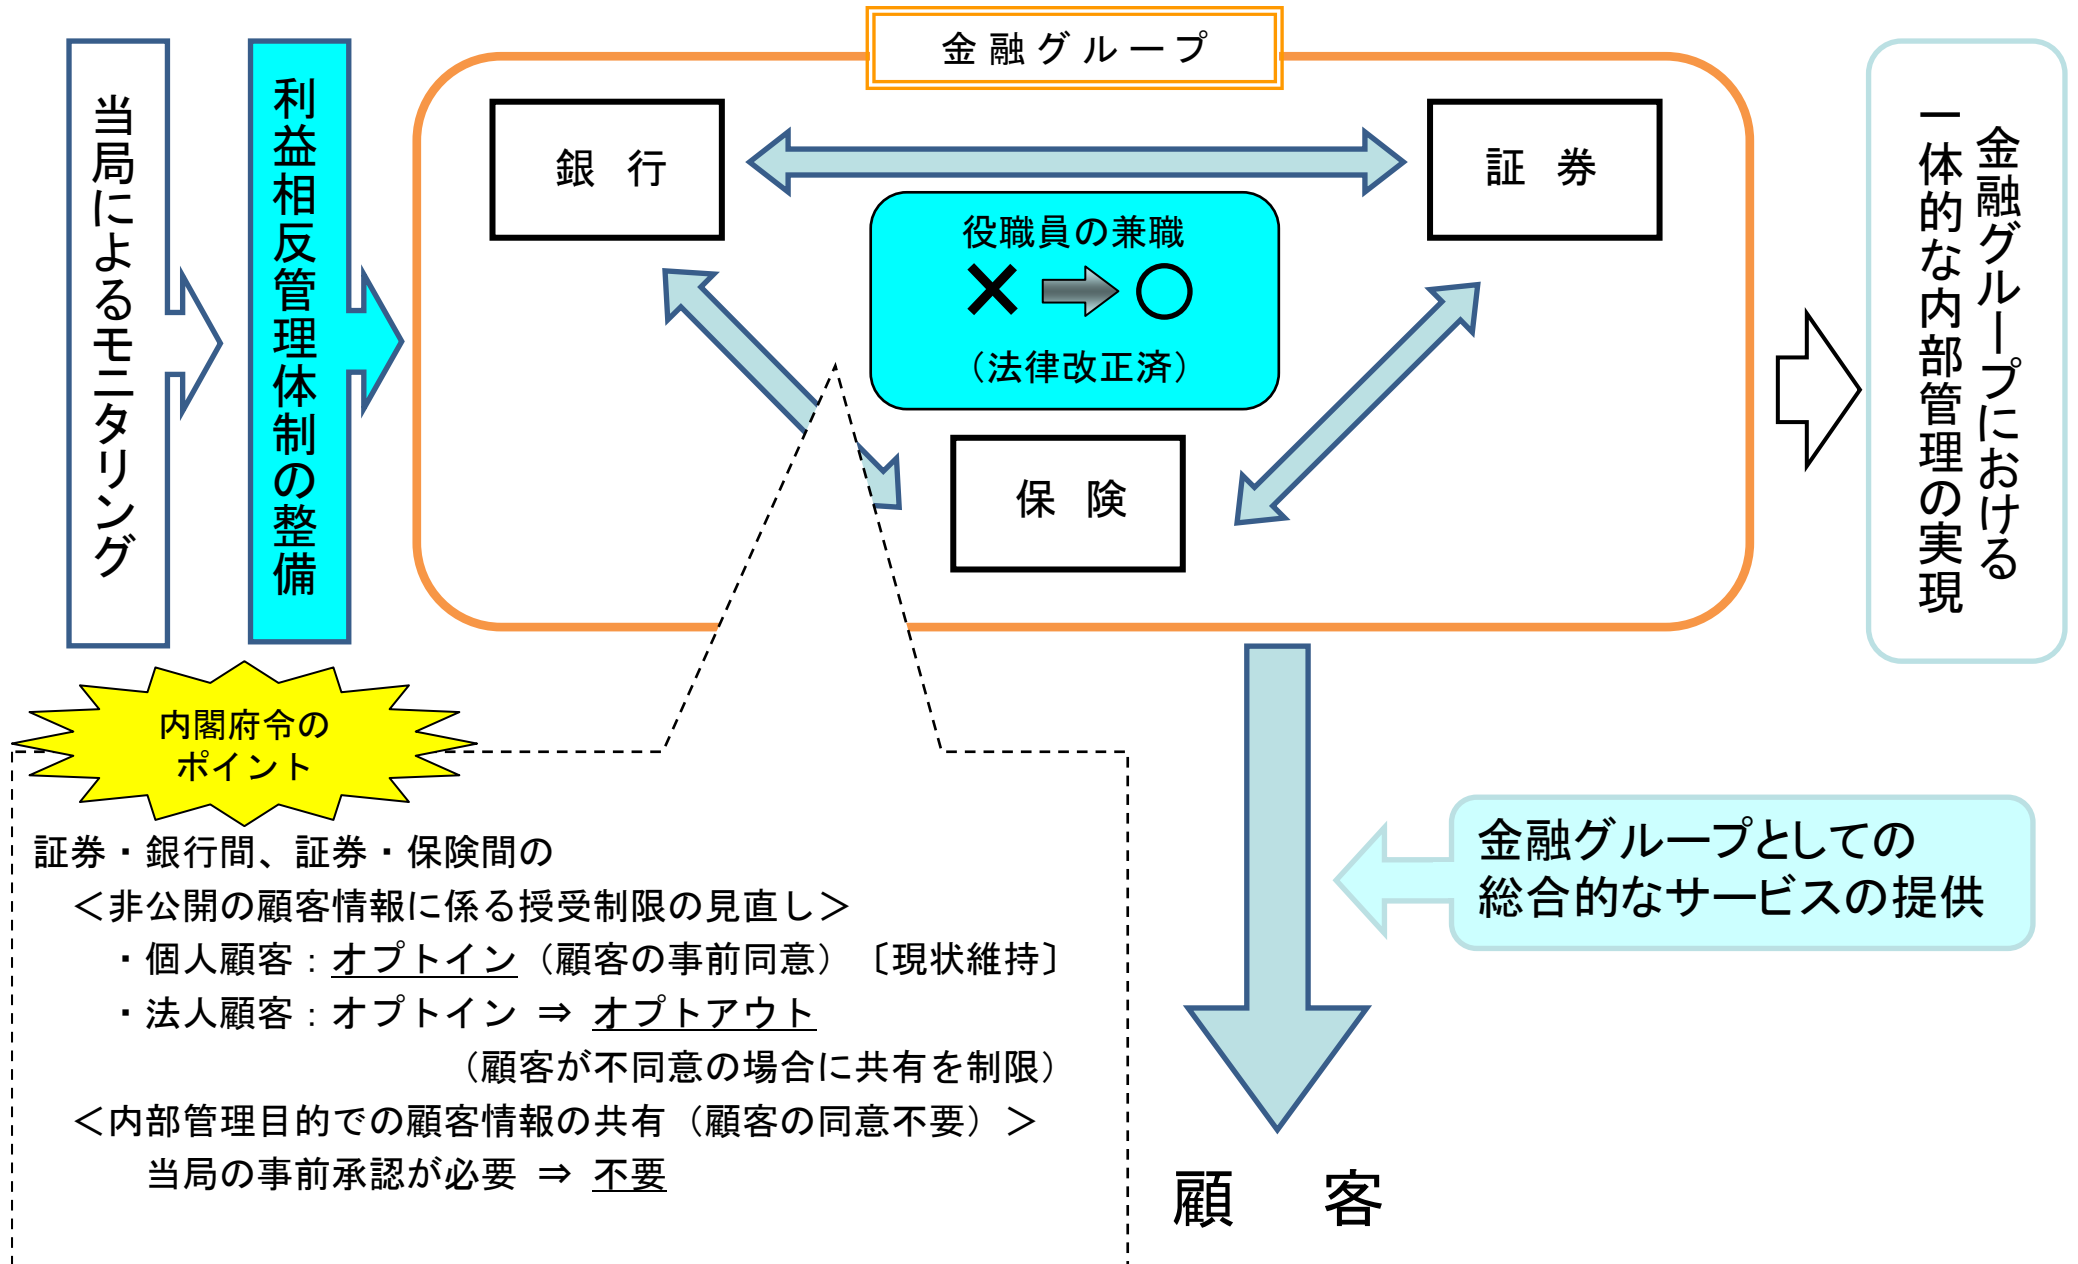 金融グループ
当局によるモニタリング
利益相反管理体制の整備
銀 行
証 券
役職員の兼職
× ○
（法律改正済）
保 険
金融グループにおける
一体的な内部管理の実現
内閣府令の
ポイント
証券・銀行間、証券・保険間の
＜非公開の顧客情報に係る授受制限の見直し＞
・個人顧客：オプトイン（顧客の事前同意）〔現状維持〕
・法人顧客：オプトイン ⇒ オプトアウト
（顧客が不同意の場合に共有を制限）
＜内部管理目的での顧客情報の共有（顧客の同意不要）＞
当局の事前承認が必要 ⇒ 不要
金融グループとしての
総合的なサービスの提供
顧 客